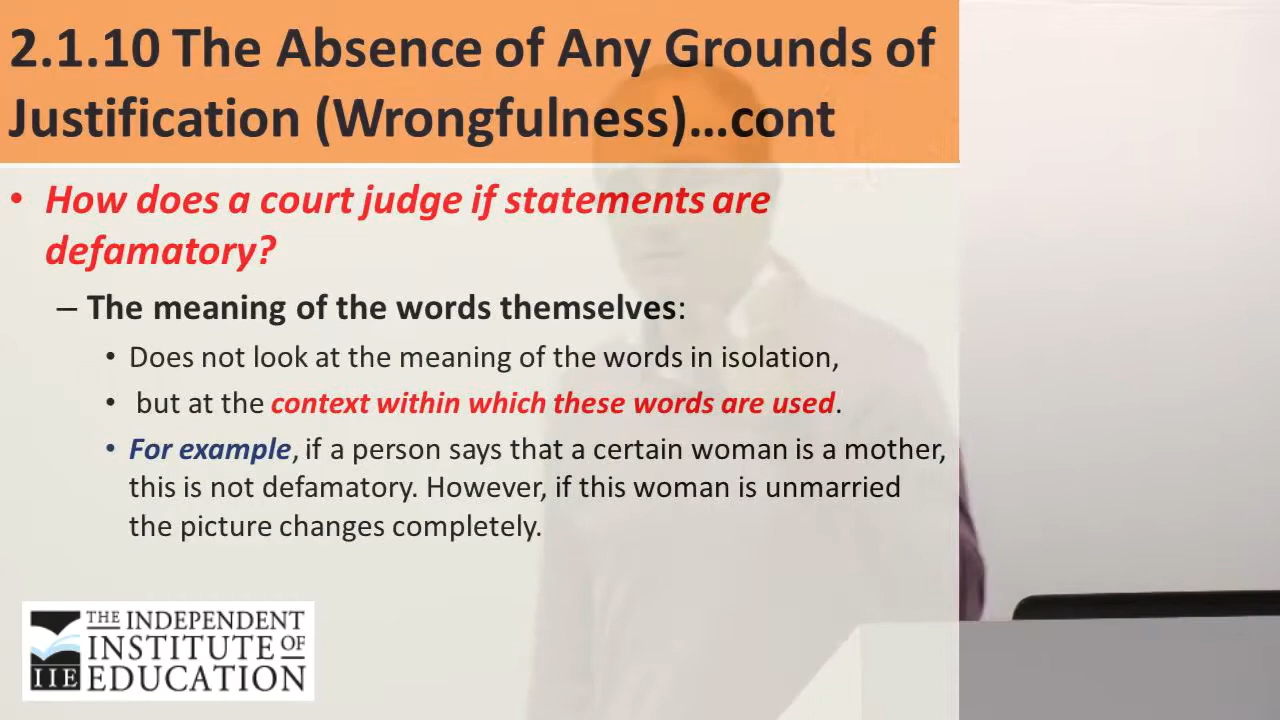 2.1.10 The Absence of Any Grounds of
Justification (Wrongfulness)...cont
• How does a court judge if statements are
defamatory?
– The meaning of the words themselves:
• Does not look at the meaning of the words in isolation,
• but at the context within which these words are used.
• For example, if a person says that a certain woman is a mother,
this is not defamatory. However, if this woman is unmarried
the picture changes completely.
THE INDEPENDENT
INSTITUTE OF
IIE EDUCATION